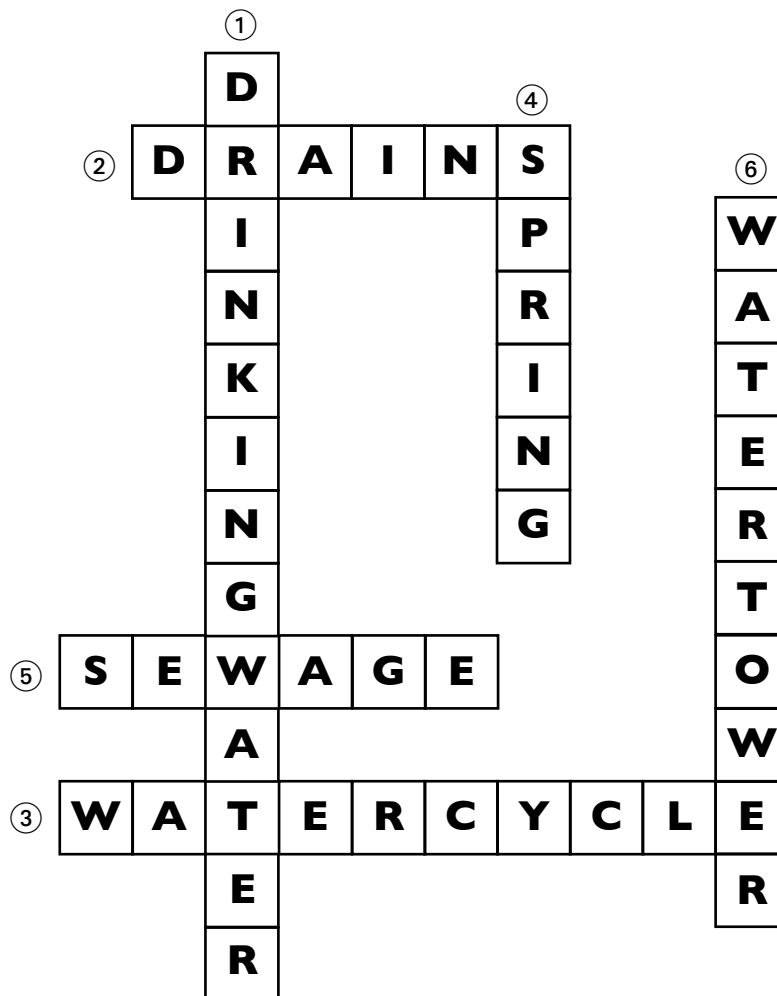 ①
D
④
② D R A I N S
⑥
I P W
N R A
K I T
I N E
N G R
G T
⑤ S E W A G E O
A W
③ W A T E R C Y C L E
E R
R